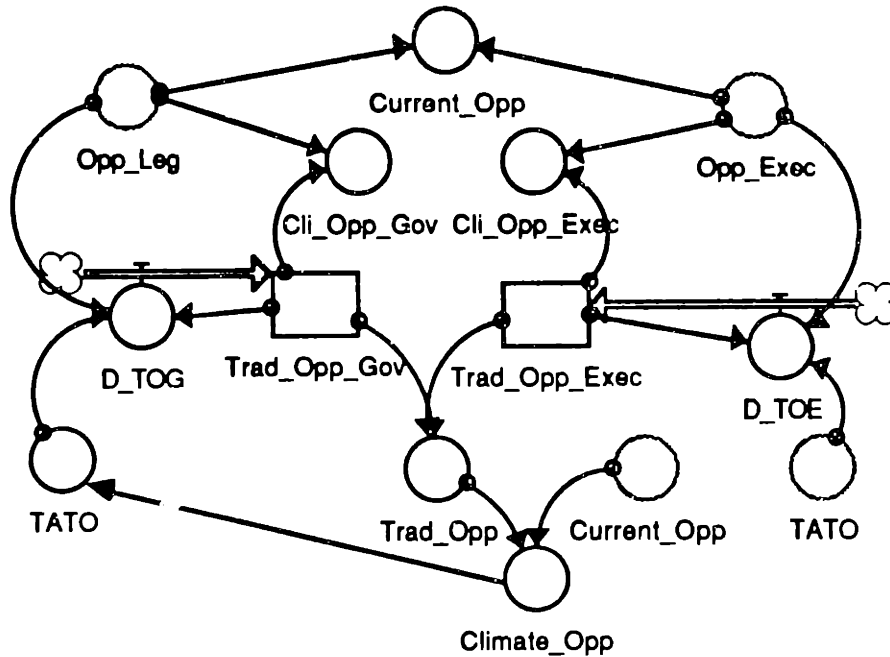 Current_Opp
Opp_Leg
Opp_Exec
Cli_Opp_Gov
Cli_Opp_Exec
Trad_Opp_Gov
Trad_Opp_Exec
D_TOG
D_TOE
TATO
Trad_Opp
Current_Opp
TATO
Climate_Opp